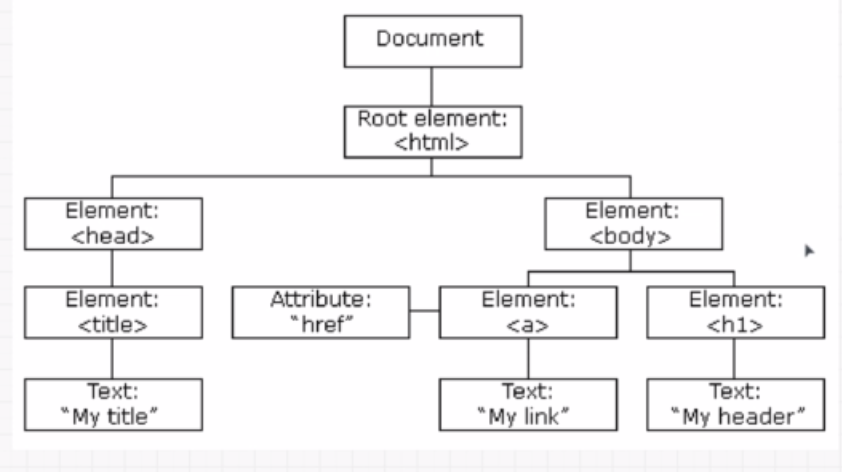 Document
Root element:
<html>
Element:
<head>
Element:
<body>
Element:
<title>
Attribute:
“href”
Element:
<a>
Element:
<h1>
Text:
“My title”
Text:
“My link”
Text:
“My header”